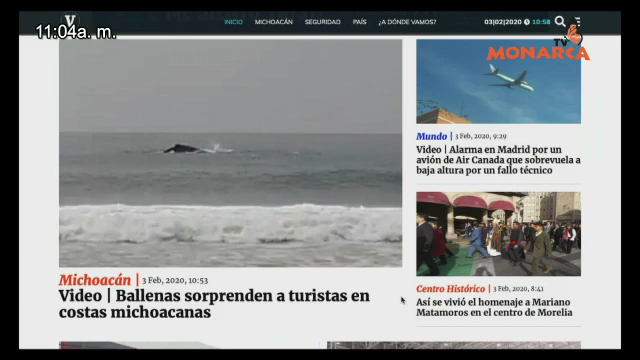 11:04a. m.
V
INICIO MICHOACÁN SEGURIDAD PAÍS ¿A DÓNDE VAMOS? 03|02|2020 10:58
TV
MONARCA
Michoacán | 3 Feb, 2020, 10:53
Video | Ballenas sorprenden a turistas en
costas michoacanas
Mundo | 3 Feb, 2020, 9:29
Video | Alarma en Madrid por un
avión de Air Canada que sobrevuela a
baja altura por un fallo técnico
Centro Histórico | 3 Feb, 2020, 8:41
Así se vivió el homenaje a Mariano
Matamoros en el centro de Morelia